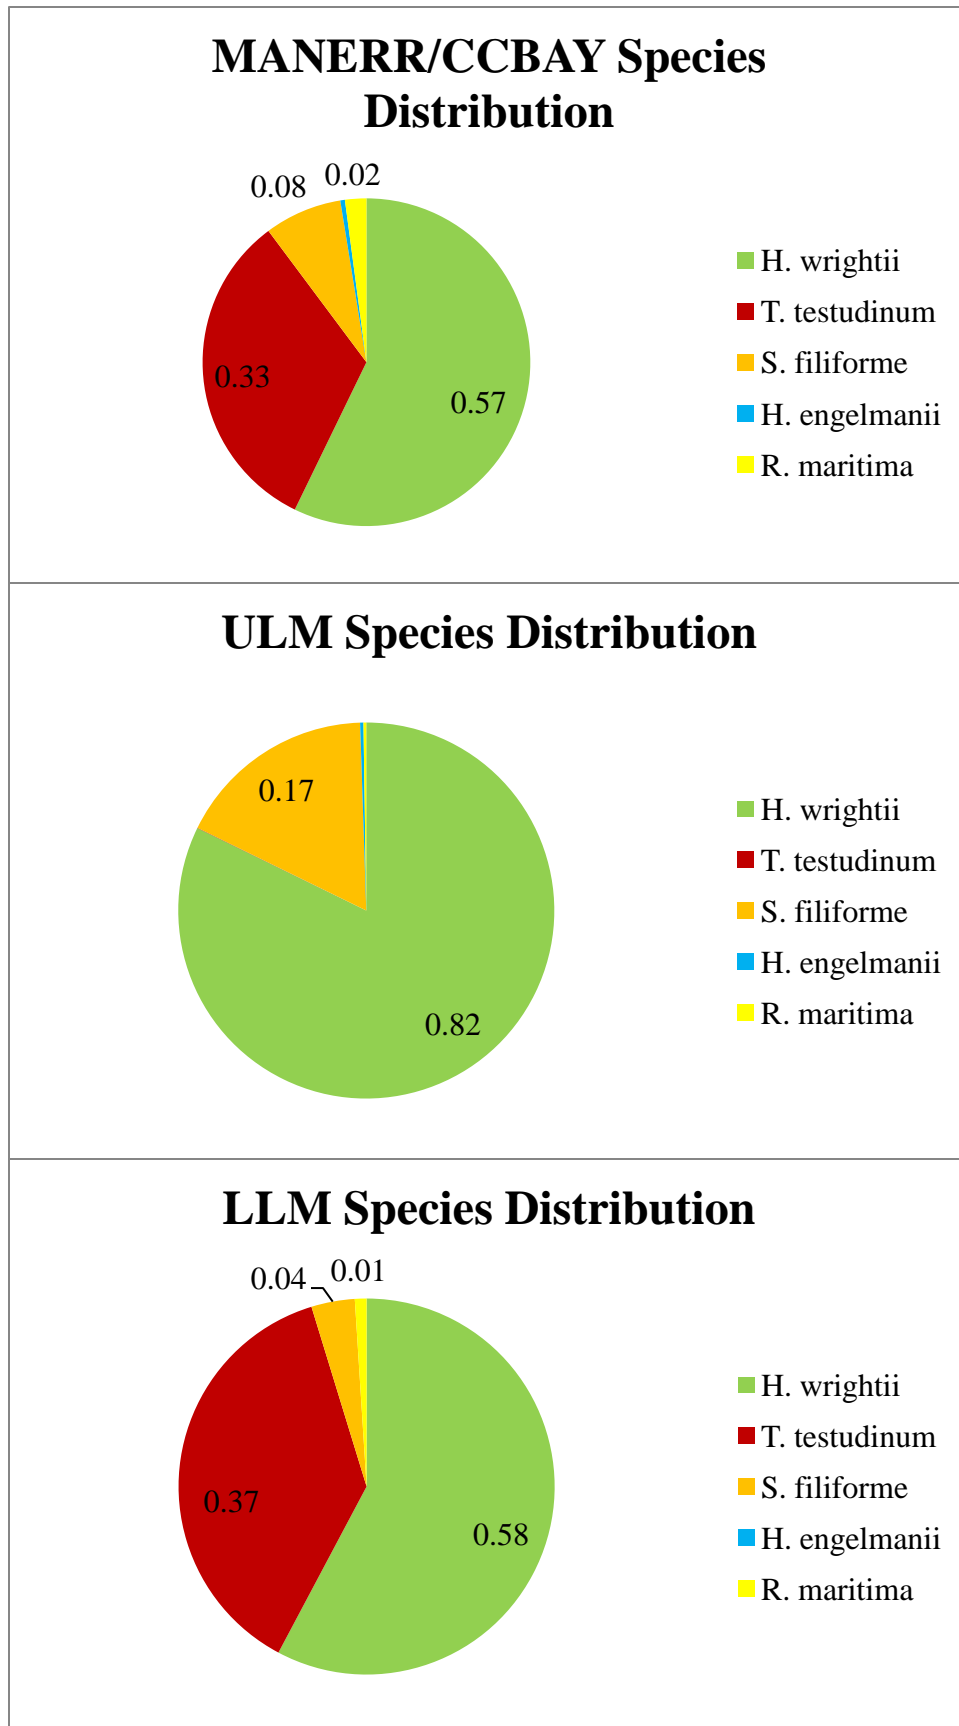 MANERR/CCBAY Species
Distribution
0.08
0.02
0.33
0.57
H. wrightii
T. testudinum
S. filiforme
H. engelmanii
R. maritima
ULM Species Distribution
0.17
0.82
H. wrightii
T. testudinum
S. filiforme
H. engelmanii
R. maritima
LLM Species Distribution
0.04
0.01
0.37
0.58
H. wrightii
T. testudinum
S. filiforme
H. engelmanii
R. maritima